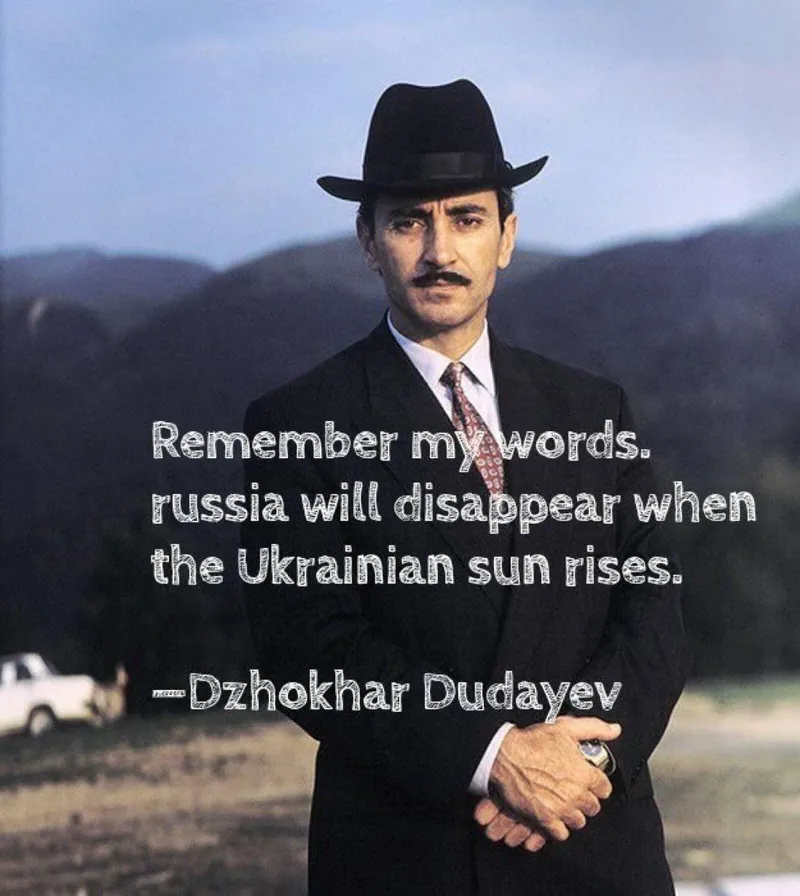 Remember my words.
russia will disappear when
the Ukrainian sun rises.
—Dzhokhar Dudayev